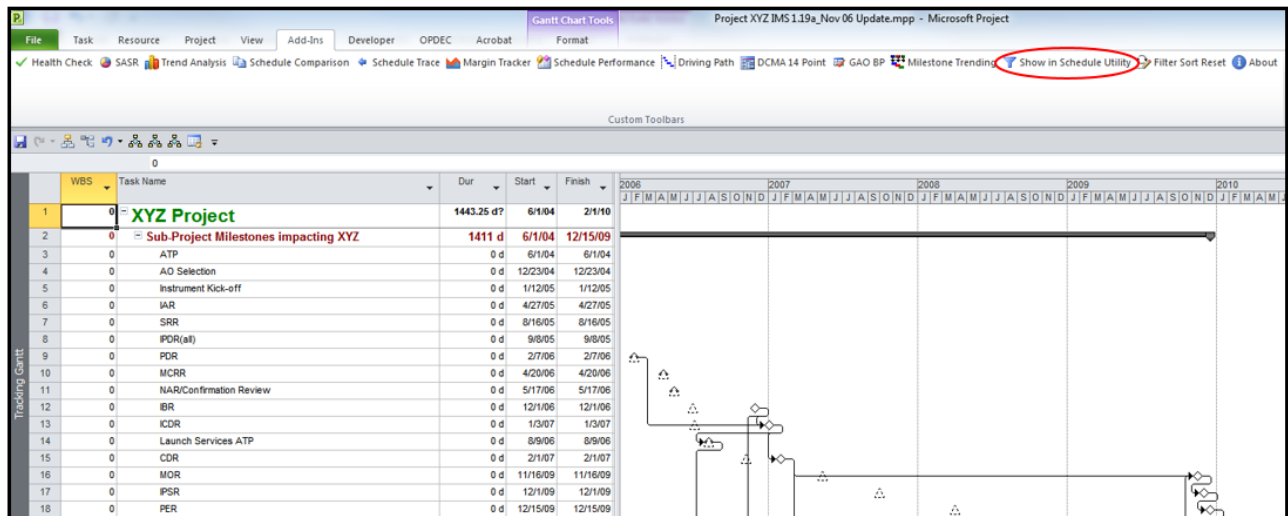 Gantt Chart Tools Project XYZ IMS 1.19a_Nov 06 Update.mpp - Microsoft Project
File Task Resource Project View Add-Ins Developer OPDEC Acrobat Format
Health Check SASR Trend Analysis Schedule Comparison Schedule Trace Margin Tracker Schedule Performance Driving Path DCMA 14 Point GAO BP Milestone Trending Show in Schedule Utility Filter Sort Reset About
Custom Toolbars
0
WBS Task Name Dur Start Finish 2006 2007 2008 2009 2010
J F M A M J J A S O N D J F M A M J J A S O N D J F M A M J J A S O N D J F M A M J J A S O N D J F M A M J
1 0 XYZ Project 1443.25 d? 6/1/04 2/1/10
2 0 Sub-Project Milestones impacting XYZ 1411 d 6/1/04 12/15/09
3 0 ATP 0 d 6/1/04 6/1/04
4 0 AO Selection 0 d 12/23/04 12/23/04
5 0 Instrument Kick-off 0 d 1/12/05 1/12/05
6 0 IAR 0 d 4/27/05 4/27/05
7 0 SRR 0 d 8/16/05 8/16/05
8 0 IPDR(all) 0 d 9/8/05 9/8/05
9 0 PDR 0 d 2/7/06 2/7/06
10 0 MCRR 0 d 4/20/06 4/20/06
11 0 NAR/Confirmation Review 0 d 5/17/06 5/17/06
12 0 IBR 0 d 12/1/06 12/1/06
13 0 ICDR 0 d 1/3/07 1/3/07
14 0 Launch Services ATP 0 d 8/9/06 8/9/06
15 0 CDR 0 d 2/1/07 2/1/07
16 0 MOR 0 d 11/16/09 11/16/09
17 0 IPSR 0 d 12/1/09 12/1/09
18 0 PER 0 d 12/15/09 12/15/09
Tracking Gantt